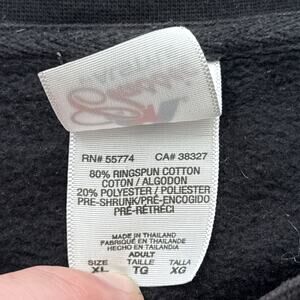 RN# 55774 CA# 38327
80% RINGSPUN COTTON
COTON / ALGODON
20% POLYESTER / POLIESTER
PRE-SHRUNK/PRE-ENCOGIDO
PRÉ-RÉTRÉCI
MADE IN THAILAND
FABRIQUÉ EN THAILANDE
HECHO EN TAILANDIA
ADULT
SIZE TAILLE TALLA
XL TG XG